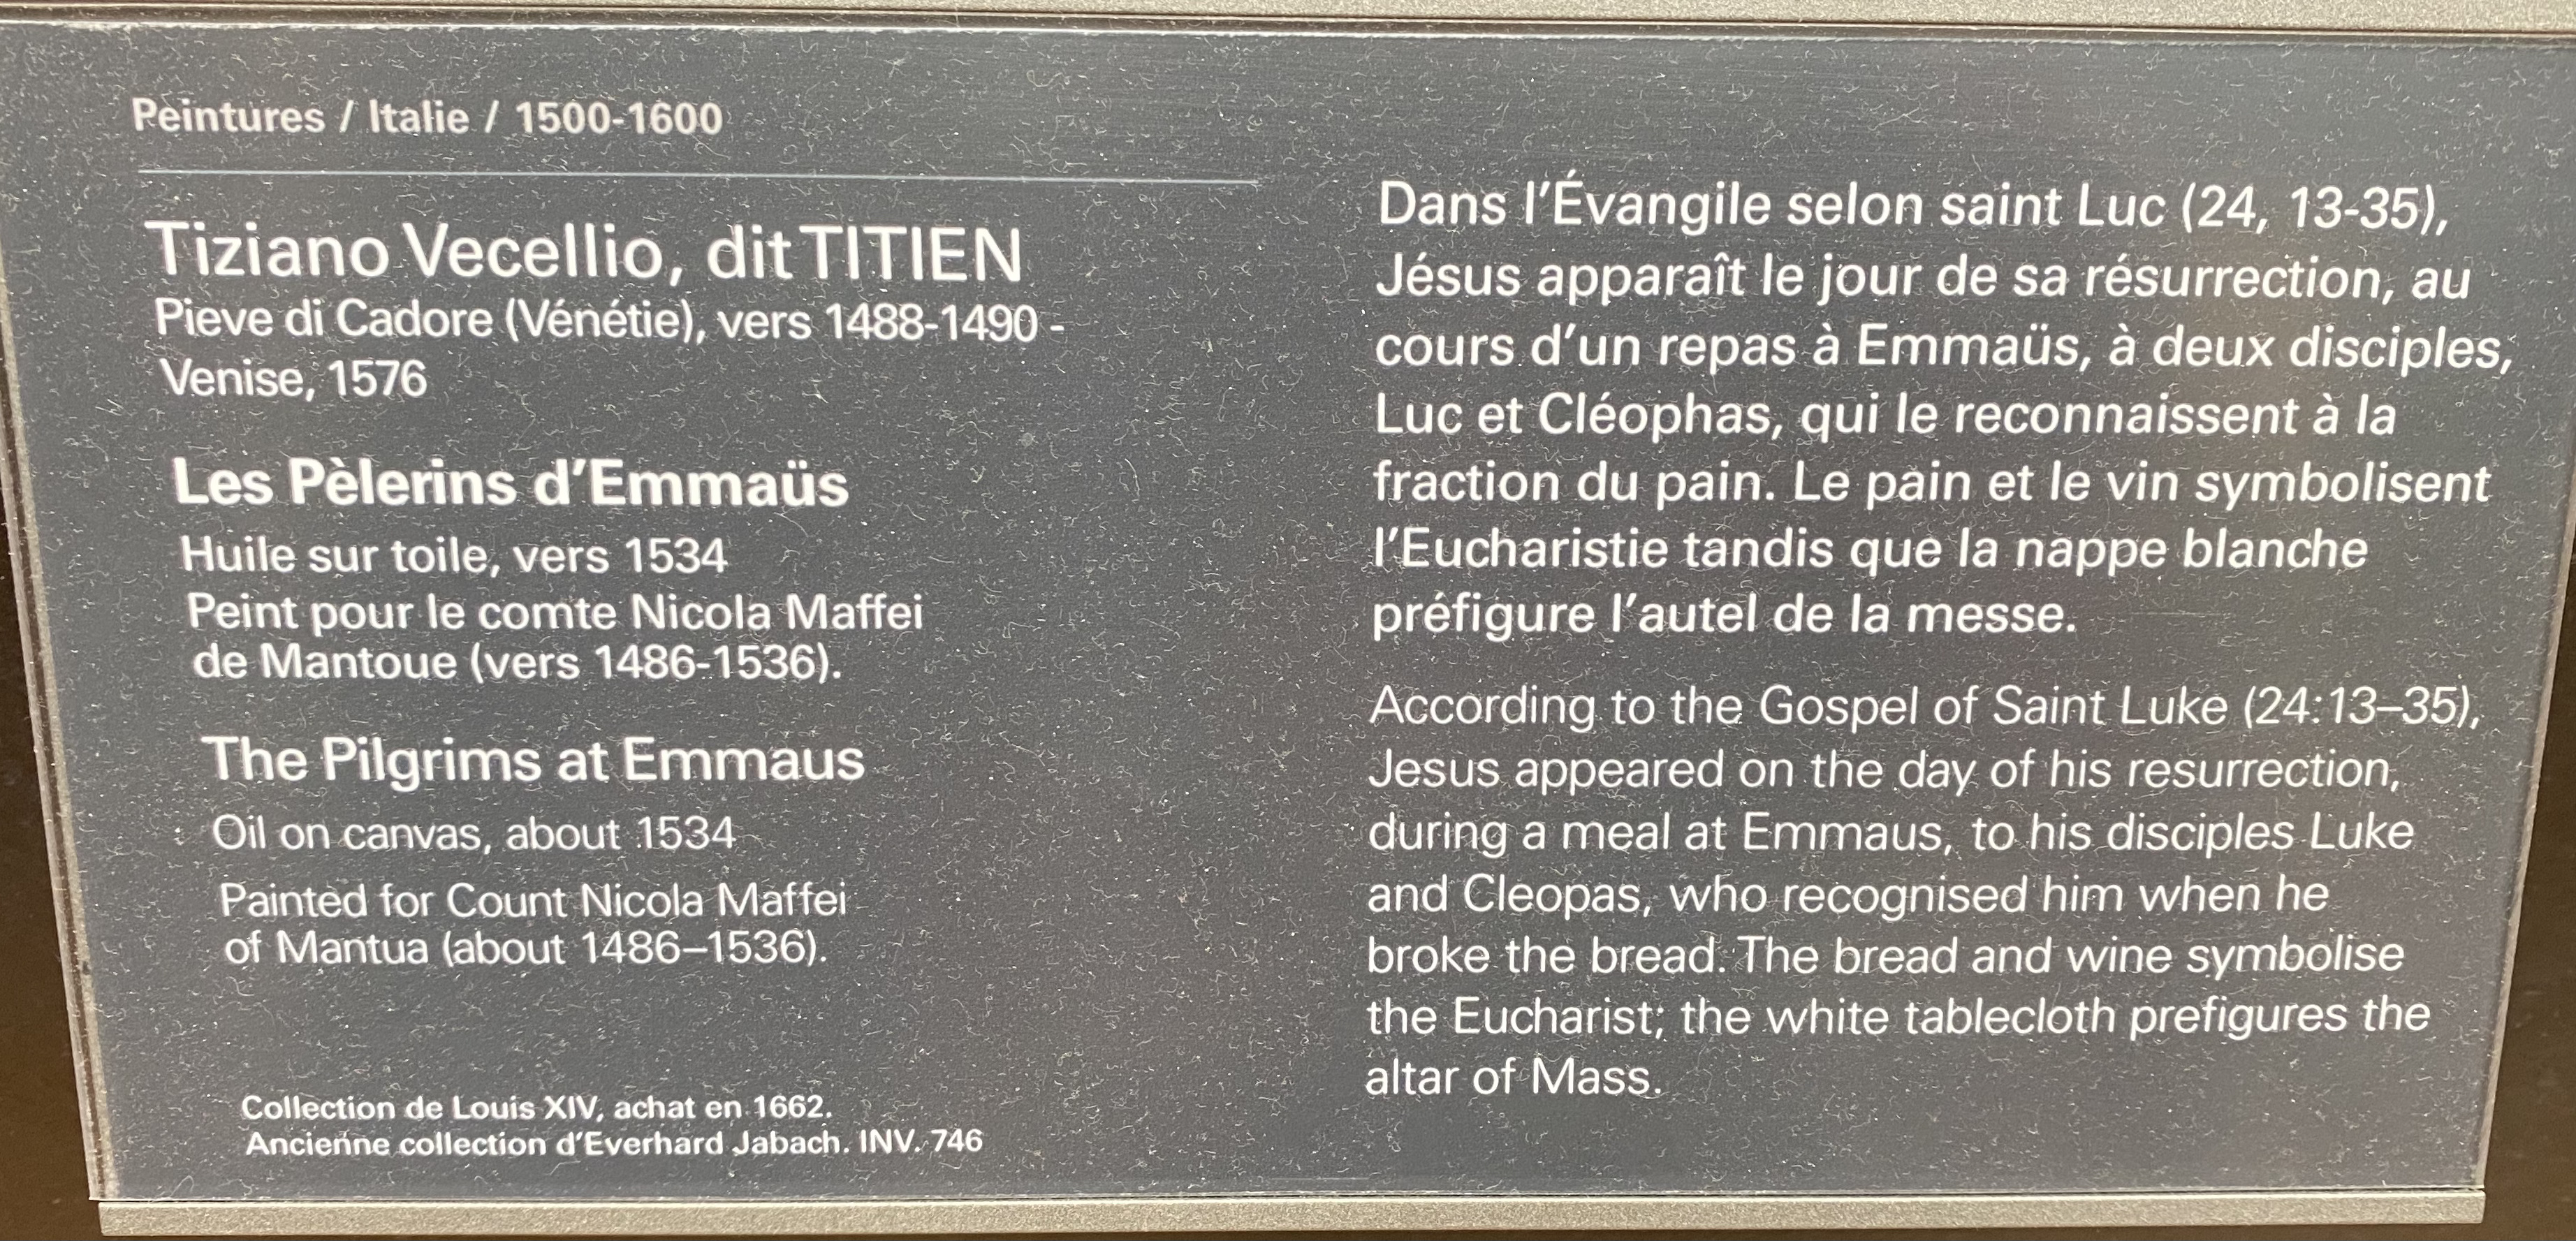 Peintures / Italie / 1500-1600
Tiziano Vecellio, dit TITIEN
Pieve di Cadore (Vénétie), vers 1488-1490 -
Venise, 1576
Les Pèlerins d'Emmaüs
Huile sur toile, vers 1534
Peint pour le comte Nicola Maffei
de Mantoue (vers 1486-1536).
The Pilgrims at Emmaus
Oil on canvas, about 1534
Painted for Count Nicola Maffei
of Mantua (about 1486–1536).
Collection de Louis XIV, achat en 1662.
Ancienne collection d'Everhard Jabach. INV. 746
Dans l'Évangile selon saint Luc (24, 13-35),
Jésus apparaît le jour de sa résurrection, au
cours d'un repas à Emmaüs, à deux disciples,
Luc et Cléophas, qui le reconnaissent à la
fraction du pain. Le pain et le vin symbolisent
l'Eucharistie tandis que la nappe blanche
préfigure l'autel de la messe.
According to the Gospel of Saint Luke (24:13–35),
Jesus appeared on the day of his resurrection,
during a meal at Emmaus, to his disciples Luke
and Cleopas, who recognised him when he
broke the bread. The bread and wine symbolise
the Eucharist; the white tablecloth prefigures the
altar of Mass.